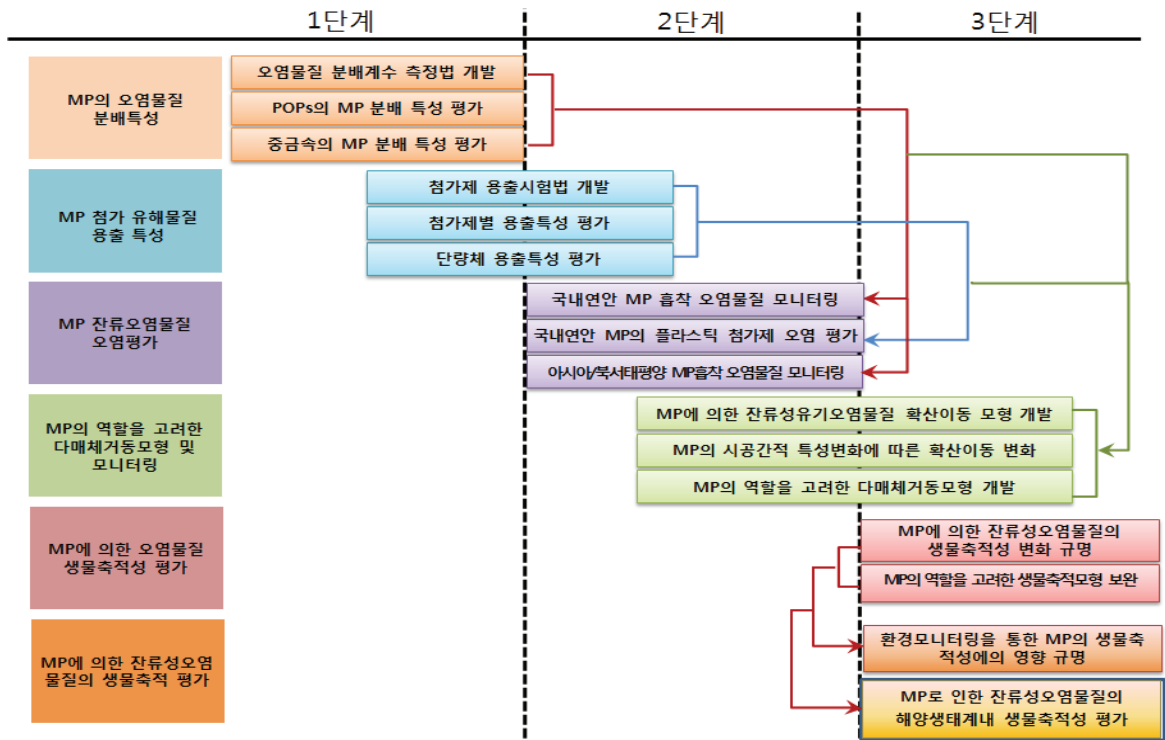 1단계
2단계
3단계
MP의 오염물질
분배특성
오염물질 분배계수 측정법 개발
POPs의 MP 분배 특성 평가
중금속의 MP 분배 특성 평가
MP 첨가 유해물질
용출 특성
첨가제 용출시험법 개발
첨가제별 용출특성 평가
단량체 용출특성 평가
MP 잔류오염물질
오염평가
국내연안 MP 흡착 오염물질 모니터링
국내연안 MP의 플라스틱 첨가제 오염 평가
아시아/북서태평양 MP흡착 오염물질 모니터링
MP의 역할을 고려한
다매체거동모형 및
모니터링
MP에 의한 잔류성유기오염물질 확산이동 모형 개발
MP의 시공간적 특성변화에 따른 확산이동 변화
MP의 역할을 고려한 다매체거동모형 개발
MP에 의한 오염물질
생물축적성 평가
MP에 의한 잔류성오염물질의
생물축적성 변화 규명
MP의 역할을 고려한 생물축적모형 보완
MP에 의한 잔류성오염
물질의 생물축적 평가
환경모니터링을 통한 MP의 생물축
적성에의 영향 규명
MP로 인한 잔류성오염물질의
해양생태계내 생물축적성 평가